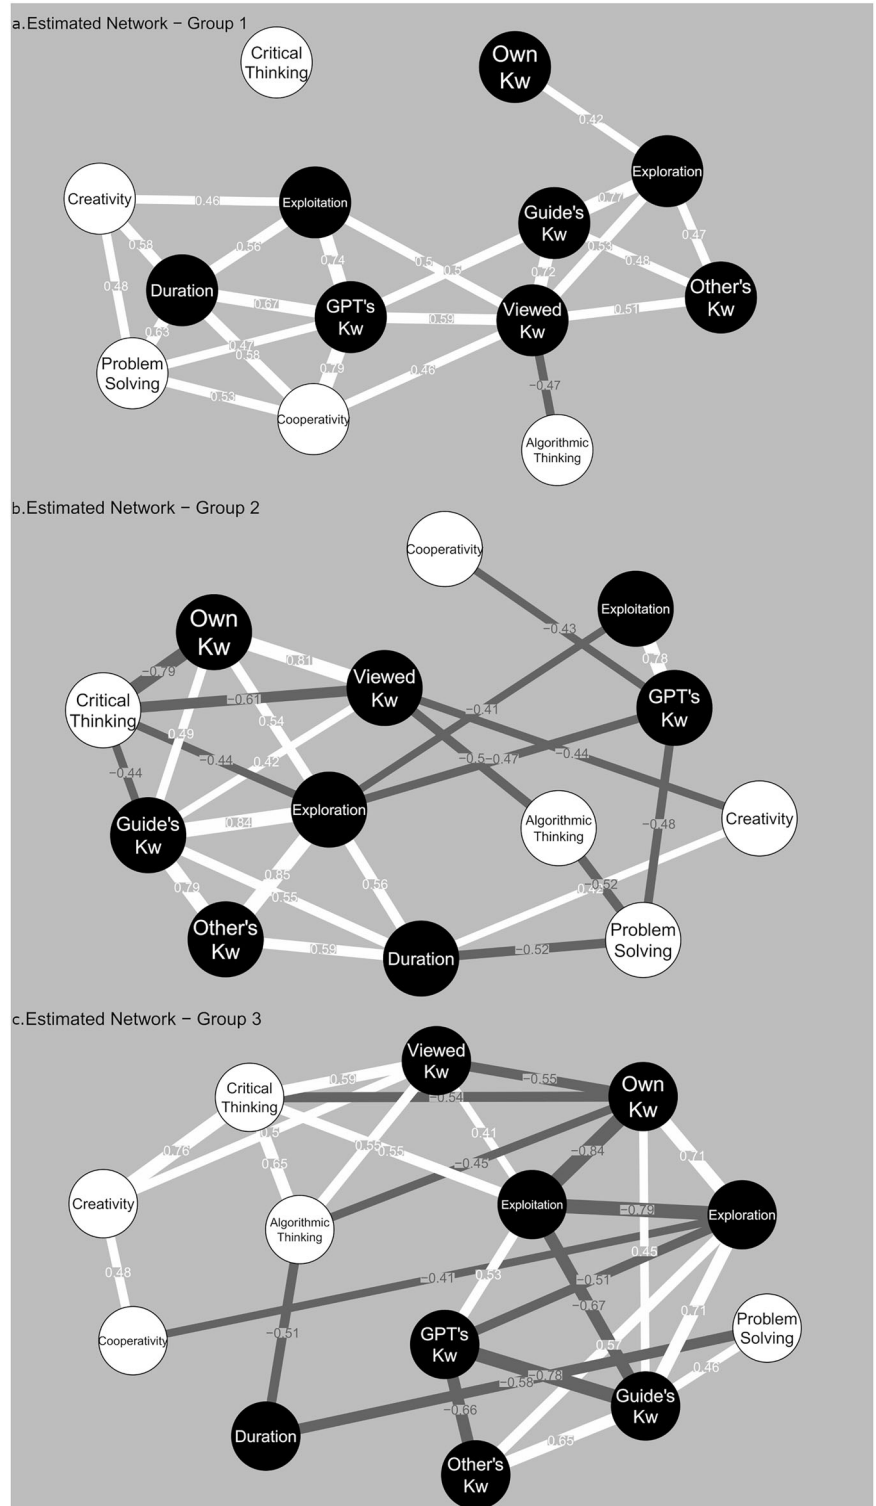 a.Estimated Network − Group 1
Critical
Thinking
Own
Kw
0.42
Exploration
Creativity
0.46
Exploitation
0.77
Guide's
Kw
0.58
0.56
0.53
0.47
0.48
0.74
0.5
0.5
0.72
0.48
Duration
0.67
GPT's
Kw
0.59
Viewed
Kw
0.51
Other's
Kw
0.63
0.47
0.58
Problem
Solving
0.79
0.46
−0.47
0.53
Cooperativity
Algorithmic
Thinking
b.Estimated Network − Group 2
Cooperativity
Own
Kw
Exploitation
−0.43
−0.79
0.81
0.78
Viewed
Kw
−0.61
GPT's
Kw
Critical
Thinking
−0.41
0.54
0.49
−0.44
0.42
−0.5
−0.47
−0.44
−0.44
Exploration
Guide's
Kw
0.84
Algorithmic
Thinking
−0.48
Creativity
0.79
0.85
0.55
0.56
0.42
−0.52
Other's
Kw
0.59
Duration
−0.52
Problem
Solving
c.Estimated Network − Group 3
Viewed
Kw
Critical
Thinking
0.59
−0.55
−0.54
Own
Kw
0.76
0.5
0.65
0.55
0.55
0.41
−0.45
−0.84
0.71
Creativity
Algorithmic
Thinking
Exploitation
−0.79
Exploration
0.45
0.48
−0.41
0.53
−0.51
−0.67
0.71
Cooperativity
−0.51
GPT's
Kw
0.57
Problem
Solving
−0.58
−0.78
0.46
−0.66
Guide's
Kw
Duration
0.65
Other's
Kw